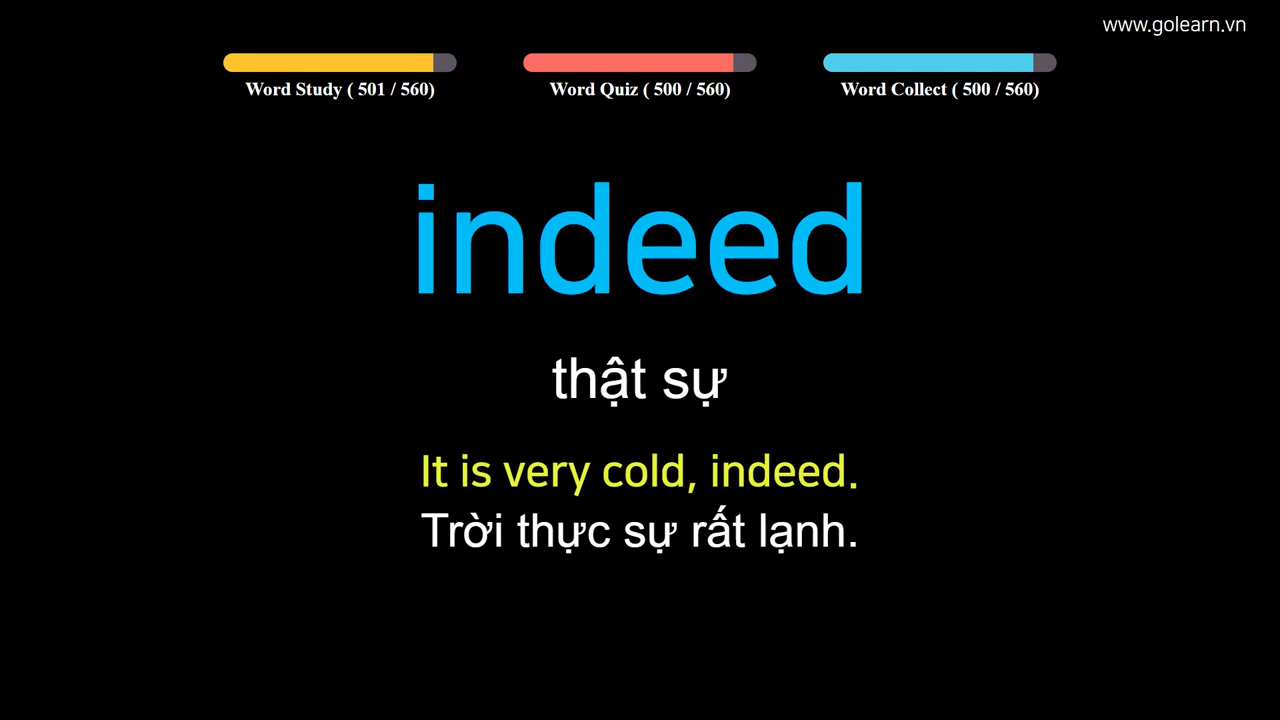 www.golearn.vn
Word Study ( 501 / 560) Word Quiz ( 500 / 560) Word Collect ( 500 / 560)
indeed
thật sự
It is very cold, indeed.
Trời thực sự rất lạnh.